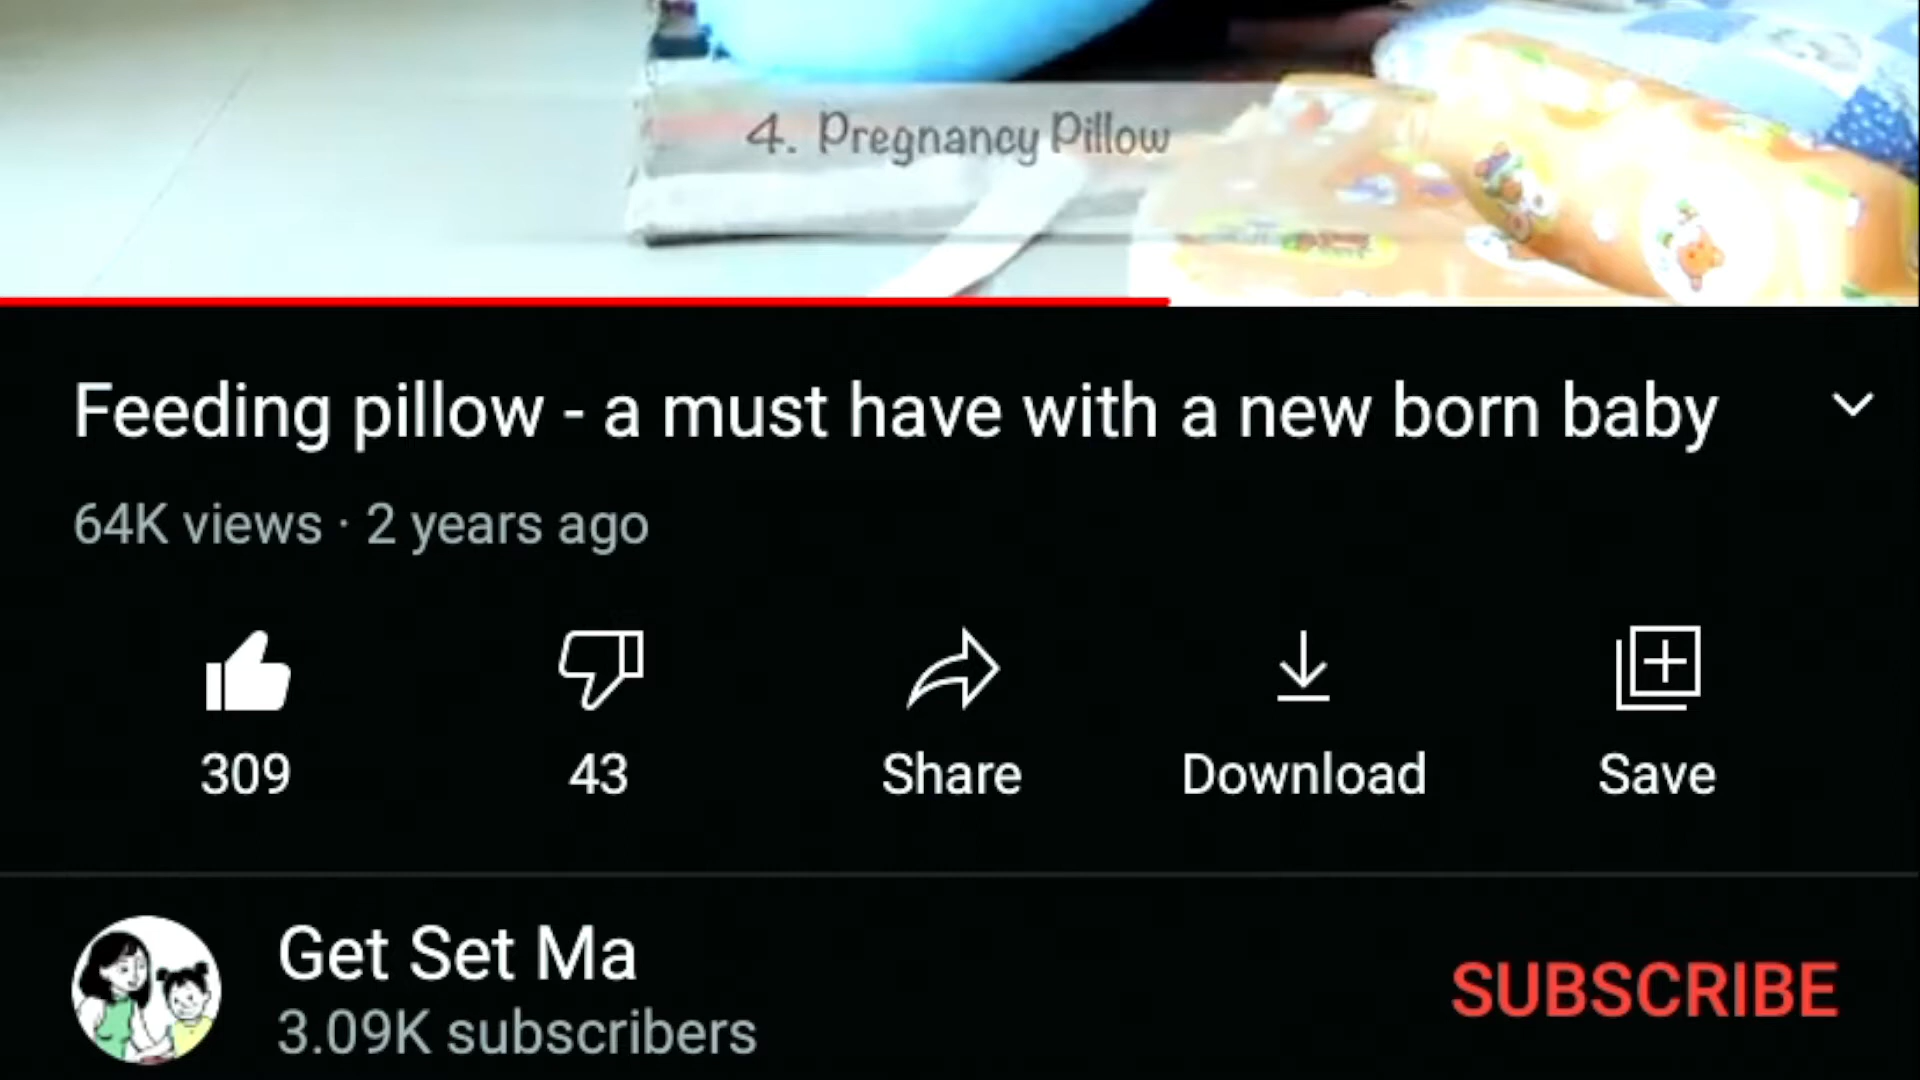 4. Pregnancy Pillow
Feeding pillow - a must have with a new born baby
64K views · 2 years ago
309
43
Share
Download
Save
Get Set Ma
3.09K subscribers
SUBSCRIBE